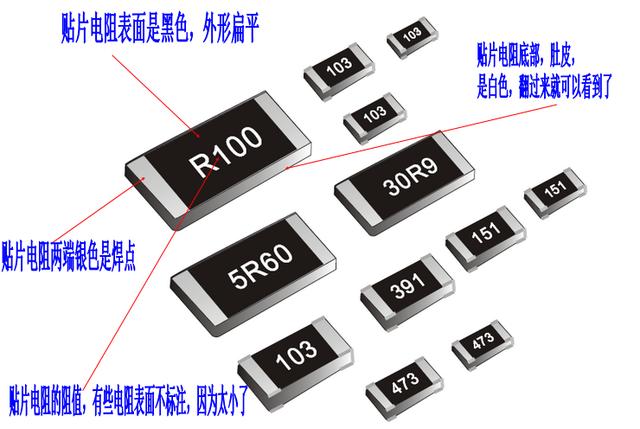 贴片电阻表面是黑色，外形扁平
103
贴片电阻底部，肚皮，
是白色，翻过来就可以看到了
103
103
R100
30R9
151
151
贴片电阻两端银色是焊点
5R60
391
103
473
473
贴片电阻的阻值，有些电阻表面不标注，因为太小了